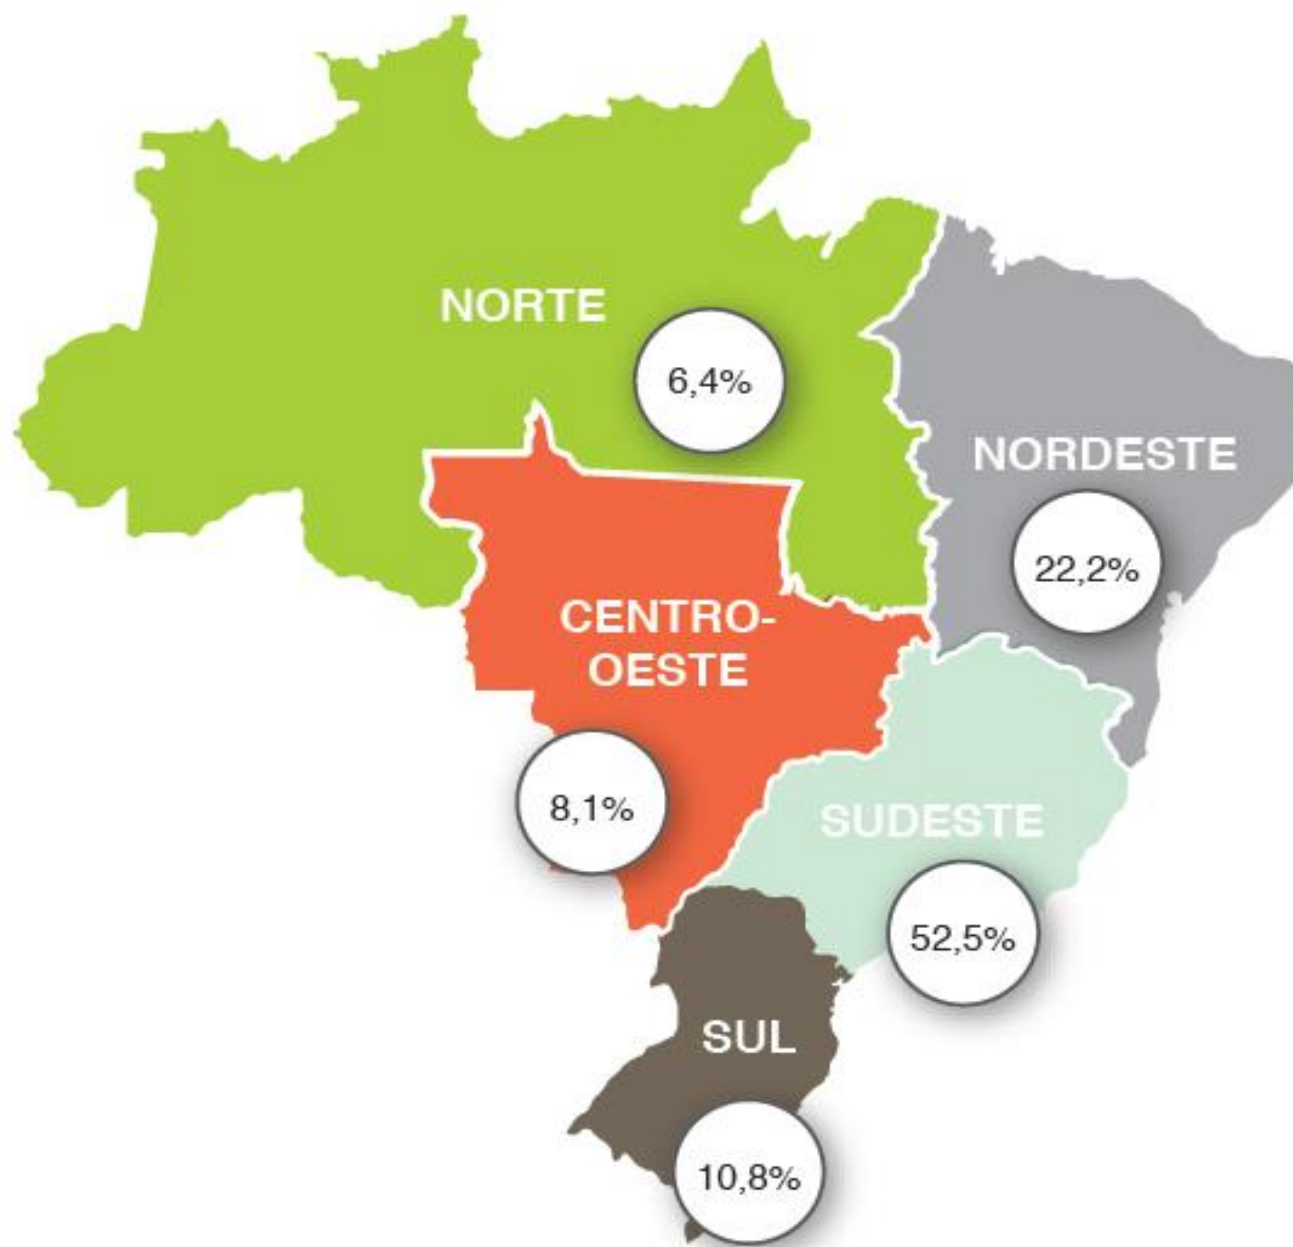 NORTE
6,4%
NORDESTE
22,2%
CENTRO-
OESTE
8,1%
SUDESTE
52,5%
SUL
10,8%